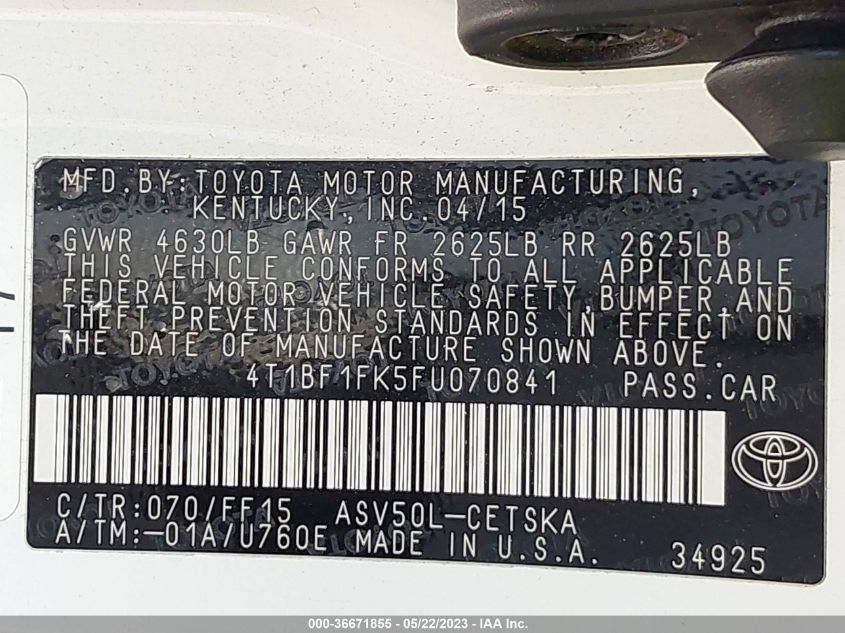 MFD.BY:TOYOTA MOTOR MANUFACTURING,
KENTUCKY,INC 04/15
GVWR 4630LB GAWR FR 2625LB RR 2625LB
THIS VEHICLE CONFORMS TO ALL APPLICABLE
FEDERAL MOTOR VEHICLE SAFETY,BUMPER,AND
THEFT PREVENTION STANDARDS IN EFFECT ON
THE DATE OF MANUFACTURE SHOWN ABOVE.
4T1BF1FK5FU070841 PASS.CAR
C/TR:070/FF15 ASV50L-CETSKA
A/TM:-01A/U760E MADE IN U.S.A. 34925
000-36671855 - 05/22/2023 - IAA Inc.